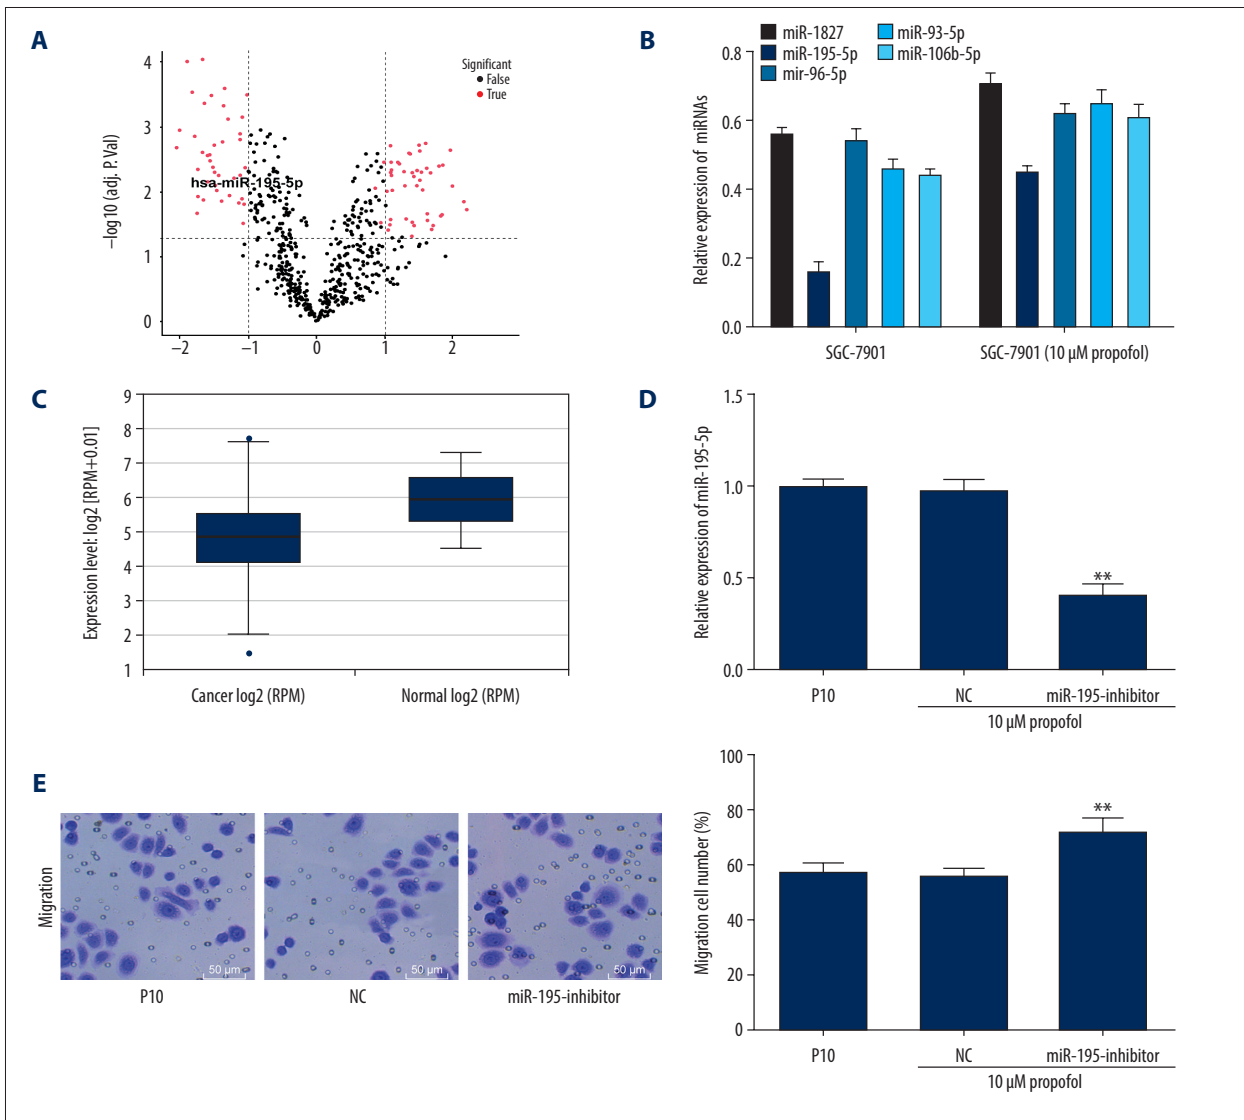 A
−log10 (adj. P. Val)
4
3
2
1
0
−2
−1
0
1
2
Significant
False
True
hsa-miR-195-5p
B
miR-1827
miR-195-5p
mir-96-5p
miR-93-5p
miR-106b-5p
Relative expression of miRNAs
0.8
0.6
0.4
0.2
0.0
SGC-7901
SGC-7901 (10 µM propofol)
C
Expression level: log2 [RPM+0.01]
9
8
7
6
5
4
3
2
1
Cancer log2 (RPM)
Normal log2 (RPM)
D
Relative expression of miR-195-5p
1.5
1.0
0.5
0.0
**
P10
NC
miR-195-inhibitor
10 µM propofol
E
Migration
50 µm
50 µm
50 µm
P10
NC
miR-195-inhibitor
Migration cell number (%)
100
80
60
40
20
0
**
P10
NC
miR-195-inhibitor
10 µM propofol